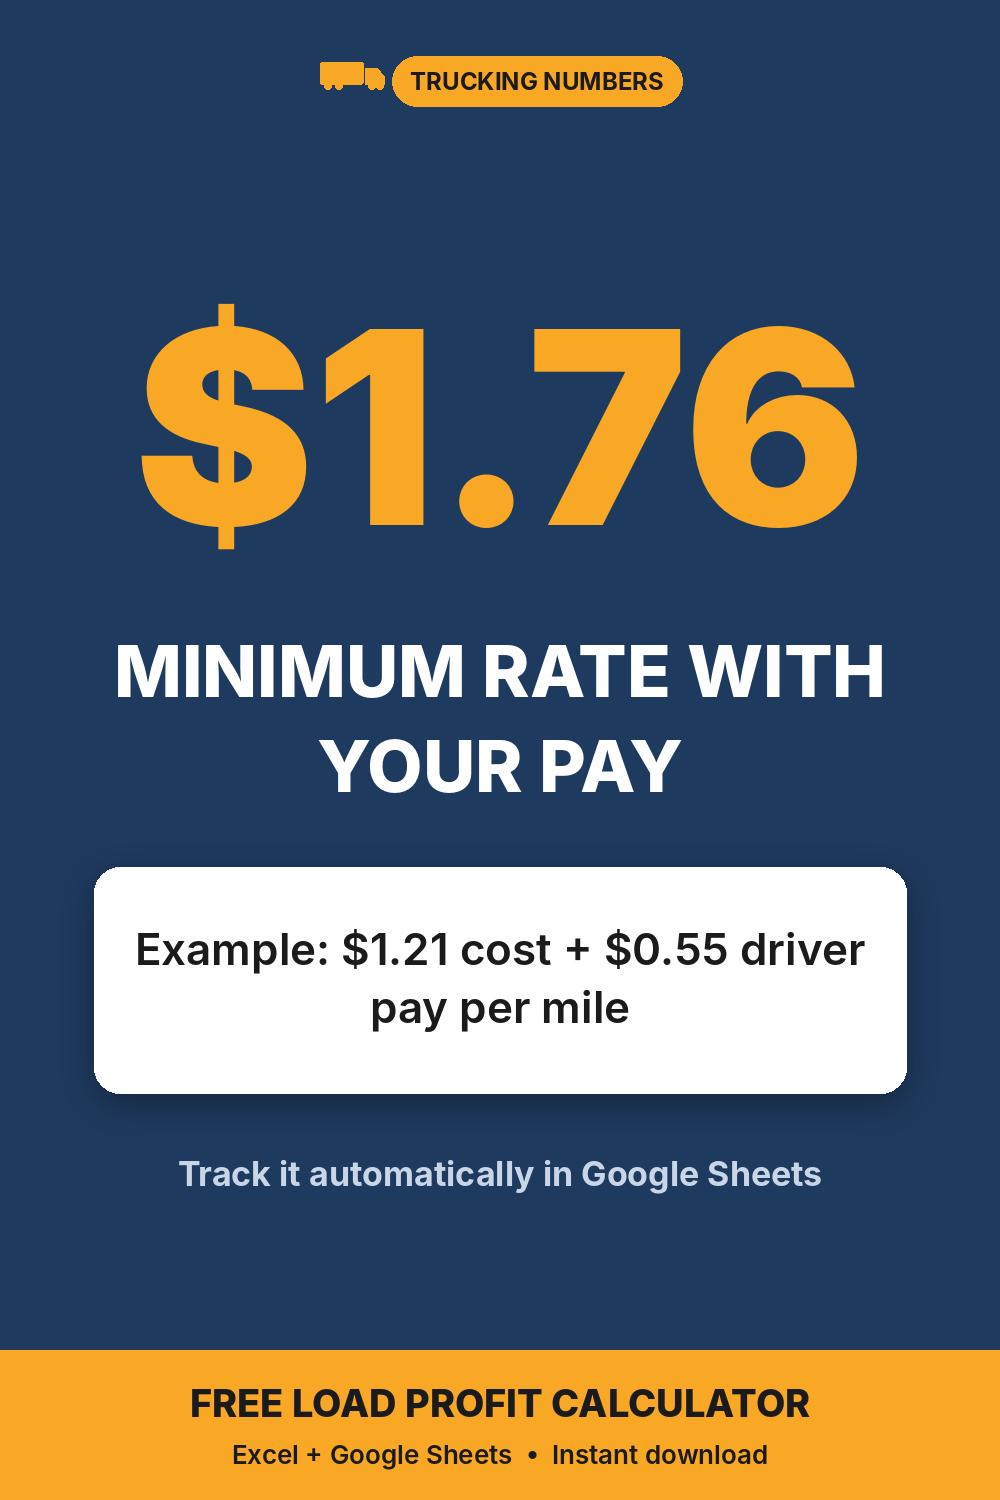 TRUCKING NUMBERS
$1.76
MINIMUM RATE WITH
YOUR PAY
Example: $1.21 cost + $0.55 driver
pay per mile
Track it automatically in Google Sheets
FREE LOAD PROFIT CALCULATOR
Excel + Google Sheets • Instant download